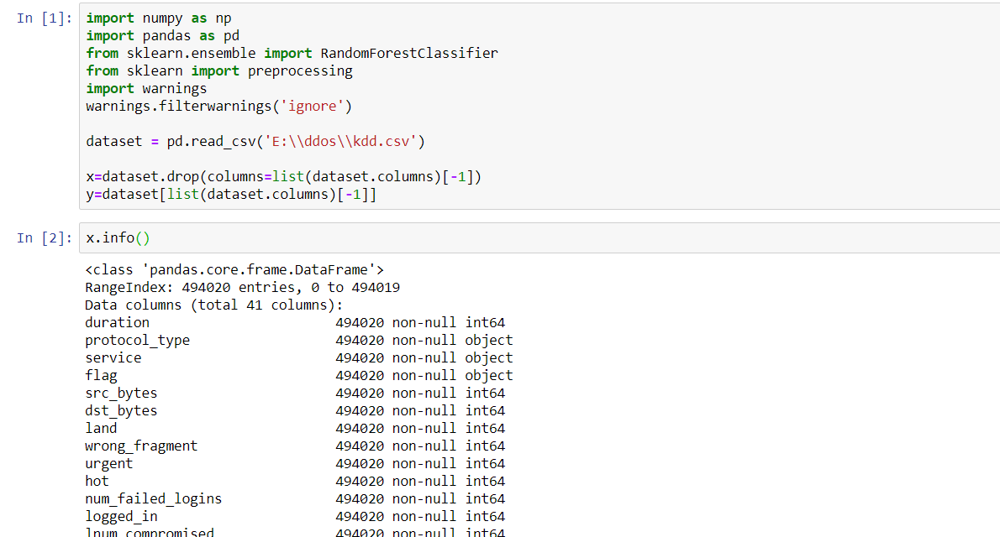 In [1]: import numpy as np
import pandas as pd
from sklearn.ensemble import RandomForestClassifier
from sklearn import preprocessing
import warnings
warnings.filterwarnings('ignore')
dataset = pd.read_csv('E:\\ddos\\kdd.csv')
x=dataset.drop(columns=list(dataset.columns)[-1])
y=dataset[list(dataset.columns)[-1]]
In [2]: x.info()
<class 'pandas.core.frame.DataFrame'>
RangeIndex: 494020 entries, 0 to 494019
Data columns (total 41 columns):
duration 494020 non-null int64
protocol_type 494020 non-null object
service 494020 non-null object
flag 494020 non-null object
src_bytes 494020 non-null int64
dst_bytes 494020 non-null int64
land 494020 non-null int64
wrong_fragment 494020 non-null int64
urgent 494020 non-null int64
hot 494020 non-null int64
num_failed_logins 494020 non-null int64
logged_in 494020 non-null int64
lnum_compromised 494020 non-null int64